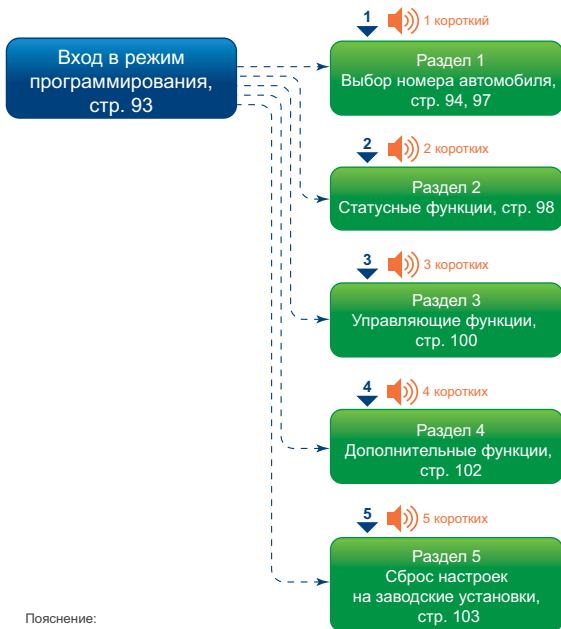 Вход в режим
программирования,
стр. 93
1 1 короткий
Раздел 1
Выбор номера автомобиля,
стр. 94, 97
2 2 коротких
Раздел 2
Статусные функции, стр. 98
3 3 коротких
Раздел 3
Управляющие функции,
стр. 100
4 4 коротких
Раздел 4
Дополнительные функции,
стр. 102
5 5 коротких
Раздел 5
Сброс настроек
на заводские установки,
стр. 103
Пояснение: